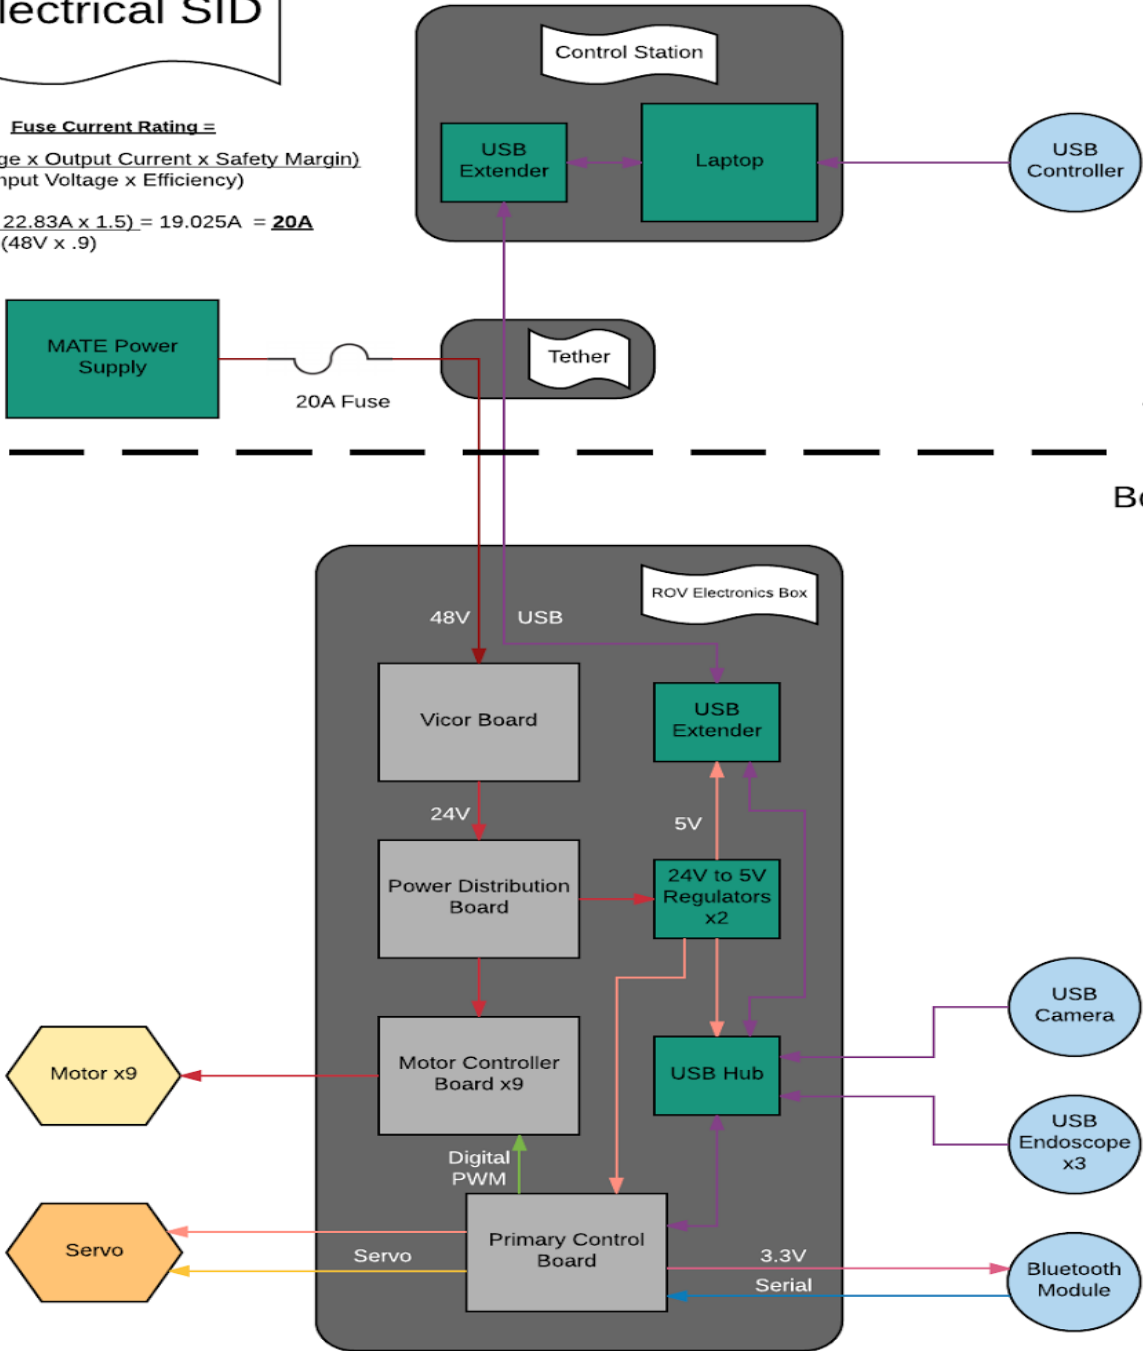 lectrical SID
Control Station
USB
Extender
Laptop
USB
Controller
Fuse Current Rating =
ge x Output Current x Safety Margin)
nput Voltage x Efficiency)
22.83A x 1.5) = 19.025A = 20A
(48V x .9)
MATE Power
Supply
20A Fuse
Tether
Bo
ROV Electronics Box
48V
USB
Vicor Board
USB
Extender
24V
5V
Power Distribution
Board
24V to 5V
Regulators
x2
USB
Camera
Motor x9
Motor Controller
Board x9
USB Hub
USB
Endoscope
x3
Digital
PWM
Servo
Servo
Primary Control
Board
3.3V
Serial
Bluetooth
Module